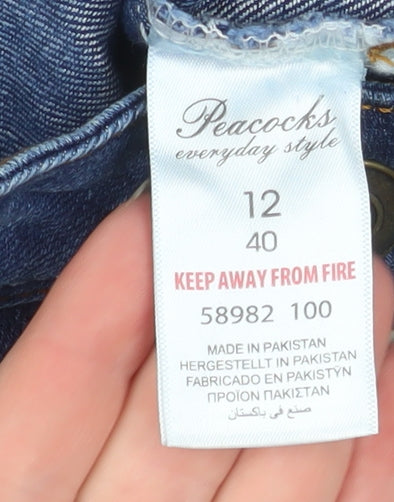 Peacocks
everyday style
12
40
KEEP AWAY FROM FIRE
58982 100
MADE IN PAKISTAN
HERGESTELLT IN PAKISTAN
FABRICADO EN PAKISTÝN
ΠΡΟΪΟΝ ΠΑΚΙΣΤΑΝ
صنع في باكستان